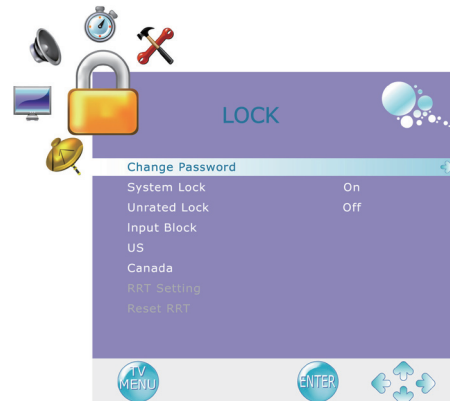 LOCK
Change Password
System Lock On
Unrated Lock Off
Input Block
US
Canada
RRT Setting
Reset RRT
TV
MENU
ENTER